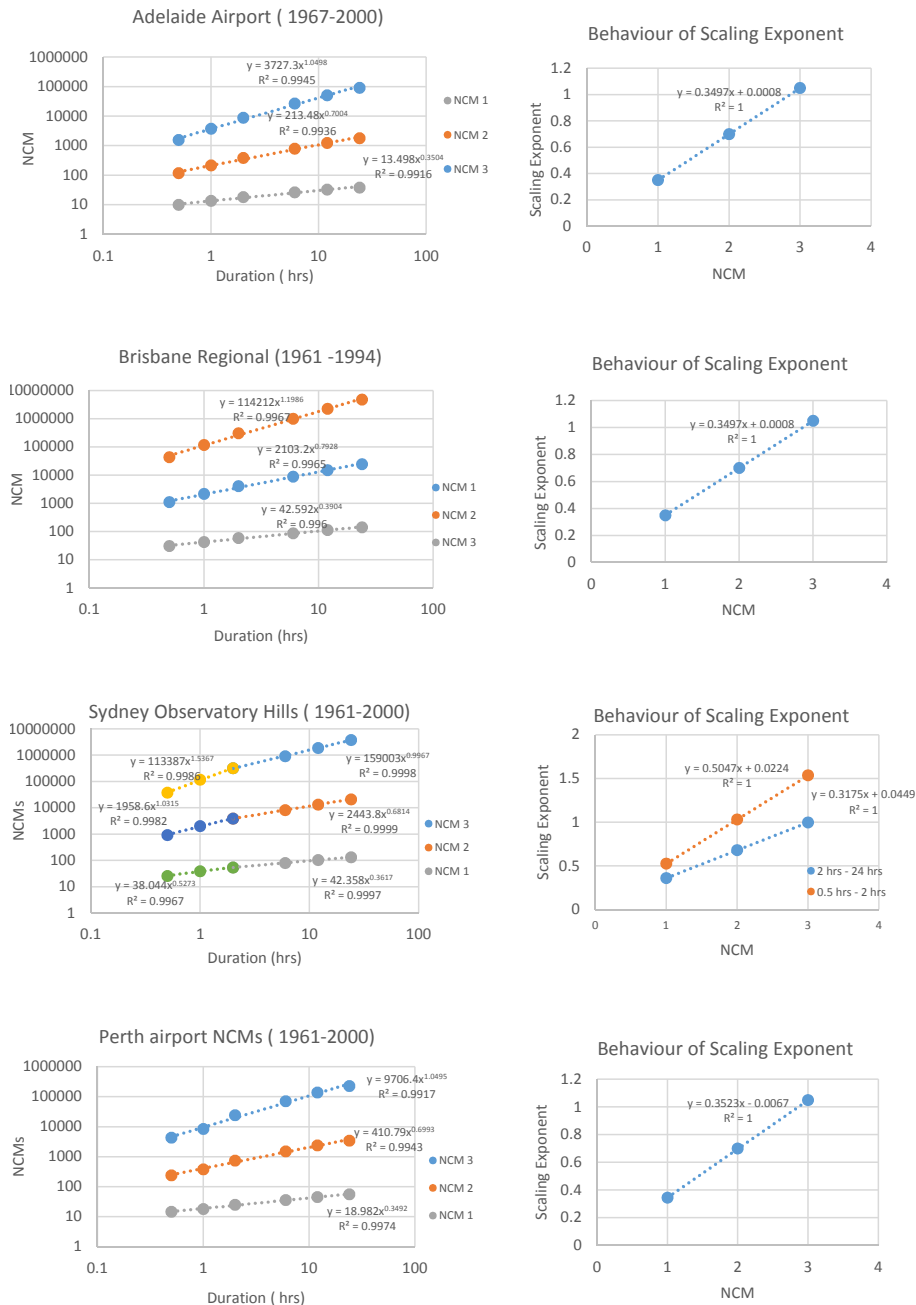 Adelaide Airport ( 1967-2000)
1000000
100000
10000
1000
100
10
1
NCM
0.1
1
10
100
Duration ( hrs)
y = 3727.3x^1.0498
R² = 0.9945
y = 213.48x^0.7004
R² = 0.9936
y = 13.498x^0.3504
R² = 0.9916
NCM 1
NCM 2
NCM 3
Behaviour of Scaling Exponent
1.2
1
0.8
0.6
0.4
0.2
0
Scaling Exponent
0
1
2
3
4
NCM
y = 0.3497x + 0.0008
R² = 1
Brisbane Regional (1961 -1994)
10000000
1000000
100000
10000
1000
100
10
1
NCM
0.1
1
10
100
Duration (hrs)
y = 114212x^1.1986
R² = 0.9967
y = 2103.2x^0.7928
R² = 0.9965
y = 42.592x^0.3904
R² = 0.996
NCM 1
NCM 2
NCM 3
Behaviour of Scaling Exponent
1.2
1
0.8
0.6
0.4
0.2
0
Scaling Exponent
0
1
2
3
4
NCM
y = 0.3497x + 0.0008
R² = 1
Sydney Observatory Hills ( 1961-2000)
10000000
1000000
100000
10000
1000
100
10
1
NCMs
0.1
1
10
100
Duration (hrs)
y = 113387x^1.5367
R² = 0.9986
y = 159003x^0.9967
R² = 0.9998
y = 1958.6x^1.0315
R² = 0.9982
y = 2443.8x^0.6814
R² = 0.9999
y = 38.044x^0.5273
R² = 0.9967
y = 42.358x^0.3617
R² = 0.9997
NCM 3
NCM 2
NCM 1
Behaviour of Scaling Exponent
2
1.5
1
0.5
0
Scaling Exponent
0
1
2
3
4
NCM
y = 0.5047x + 0.0224
R² = 1
y = 0.3175x + 0.0449
R² = 1
2 hrs - 24 hrs
0.5 hrs - 2 hrs
Perth airport NCMs ( 1961-2000)
1000000
100000
10000
1000
100
10
1
NCMs
0.1
1
10
100
Duration (hrs)
y = 9706.4x^1.0495
R² = 0.9917
y = 410.79x^0.6993
R² = 0.9943
y = 18.982x^0.3492
R² = 0.9974
NCM 3
NCM 2
NCM 1
Behaviour of Scaling Exponent
1.2
1
0.8
0.6
0.4
0.2
0
Scaling Exponent
0
1
2
3
4
NCM
y = 0.3523x - 0.0067
R² = 1